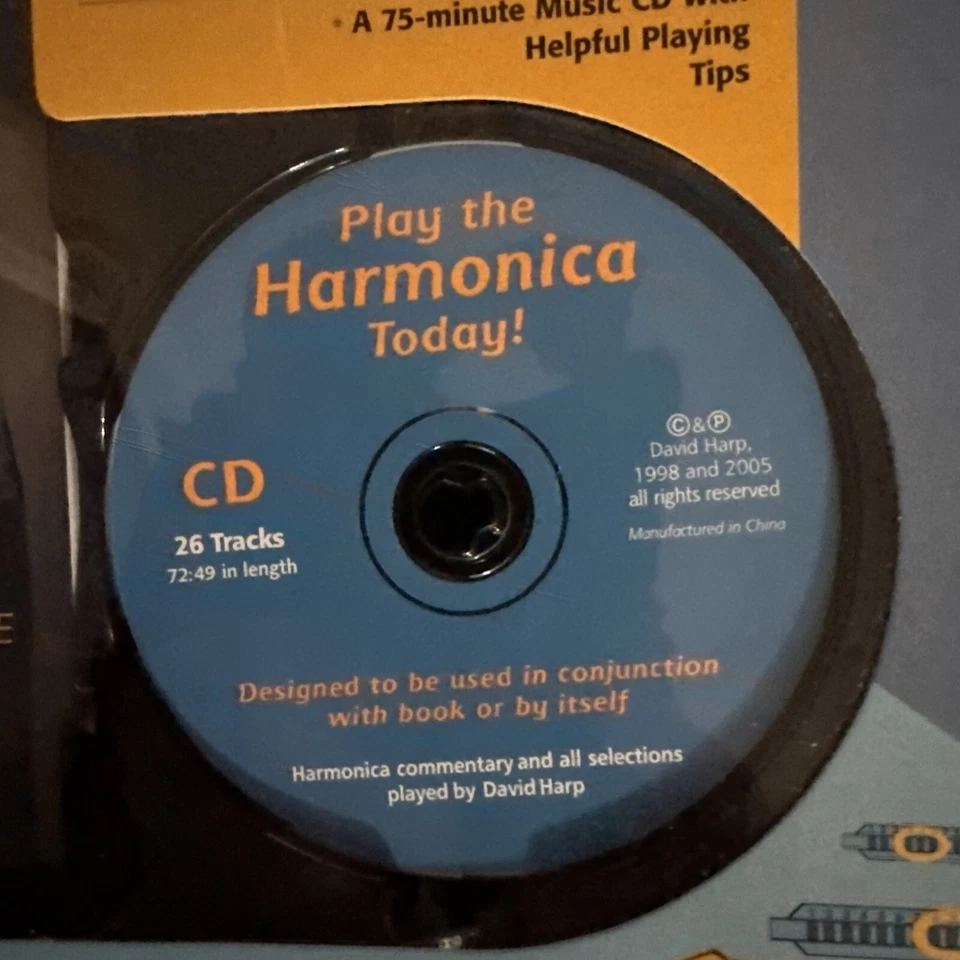 • A 75-minute Music CD with
Helpful Playing
Tips
Play the
Harmonica
Today!
CD
26 Tracks
72:49 in length
©&℗
David Harp,
1998 and 2005
all rights reserved
Manufactured in China
Designed to be used in conjunction
with book or by itself
Harmonica commentary and all selections
played by David Harp
E